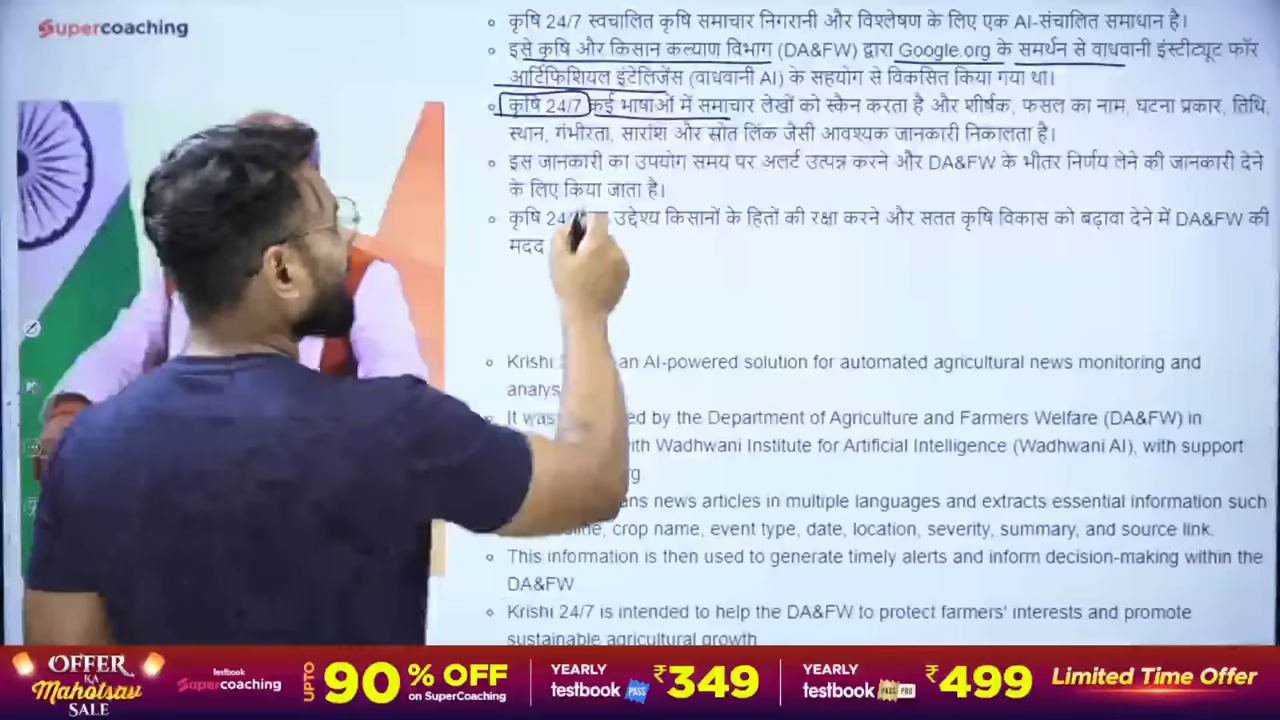 Supercoaching
कृषि 24/7 स्वचालित कृषि समाचार निगरानी और विश्लेषण के लिए एक AI-संचालित समाधान है।
इसे कृषि और किसान कल्याण विभाग (DA&FW) द्वारा Google.org के समर्थन से वाधवानी इंस्टीट्यूट फॉर
आर्टिफिशियल इंटेलिजेंस (वाधवानी AI) के सहयोग से विकसित किया गया था।
कृषि 24/7 कई भाषाओं में समाचार लेखों को स्कैन करता है और शीर्षक, फसल का नाम, घटना प्रकार, तिथि,
स्थान, गंभीरता, सारांश और स्रोत लिंक जैसी आवश्यक जानकारी निकालता है।
इस जानकारी का उपयोग समय पर अलर्ट उत्पन्न करने और DA&FW के भीतर निर्णय लेने की जानकारी देने
के लिए किया जाता है।
कृषि उद्देश्य किसानों के हितों की रक्षा करने और सतत कृषि विकास को बढ़ावा देने में DA&FW की
मदद
Krishi an AI-powered solution for automated agricultural news monitoring and
It was by the Department of Agriculture and Farmers Welfare (DA&FW) in
Wadhwani Institute for Artificial Intelligence (Wadhwani AI), with support
news articles in multiple languages and extracts essential information such
crop name, event type, date, location, severity, summary, and source link.
This information is then used to generate timely alerts and inform decision-making within the
DA&FW
Krishi 24/7 is intended to help the DA&FW to protect farmers' interests and promote
sustainable agricultural growth
OFFER KA Mahotsav SALE
testbook Supercoaching
UPTO 90% OFF on SuperCoaching
YEARLY testbook PASS ₹349
YEARLY testbook PASS PRO ₹499
Limited Time Offer